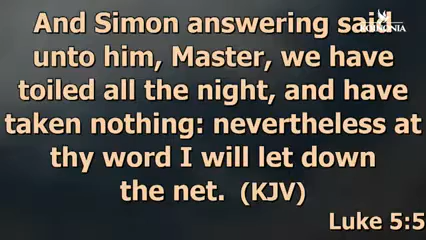 And Simon answering said
unto him, Master, we have
toiled all the night, and have
taken nothing: nevertheless at
thy word I will let down
the net. (KJV)
Luke 5:5